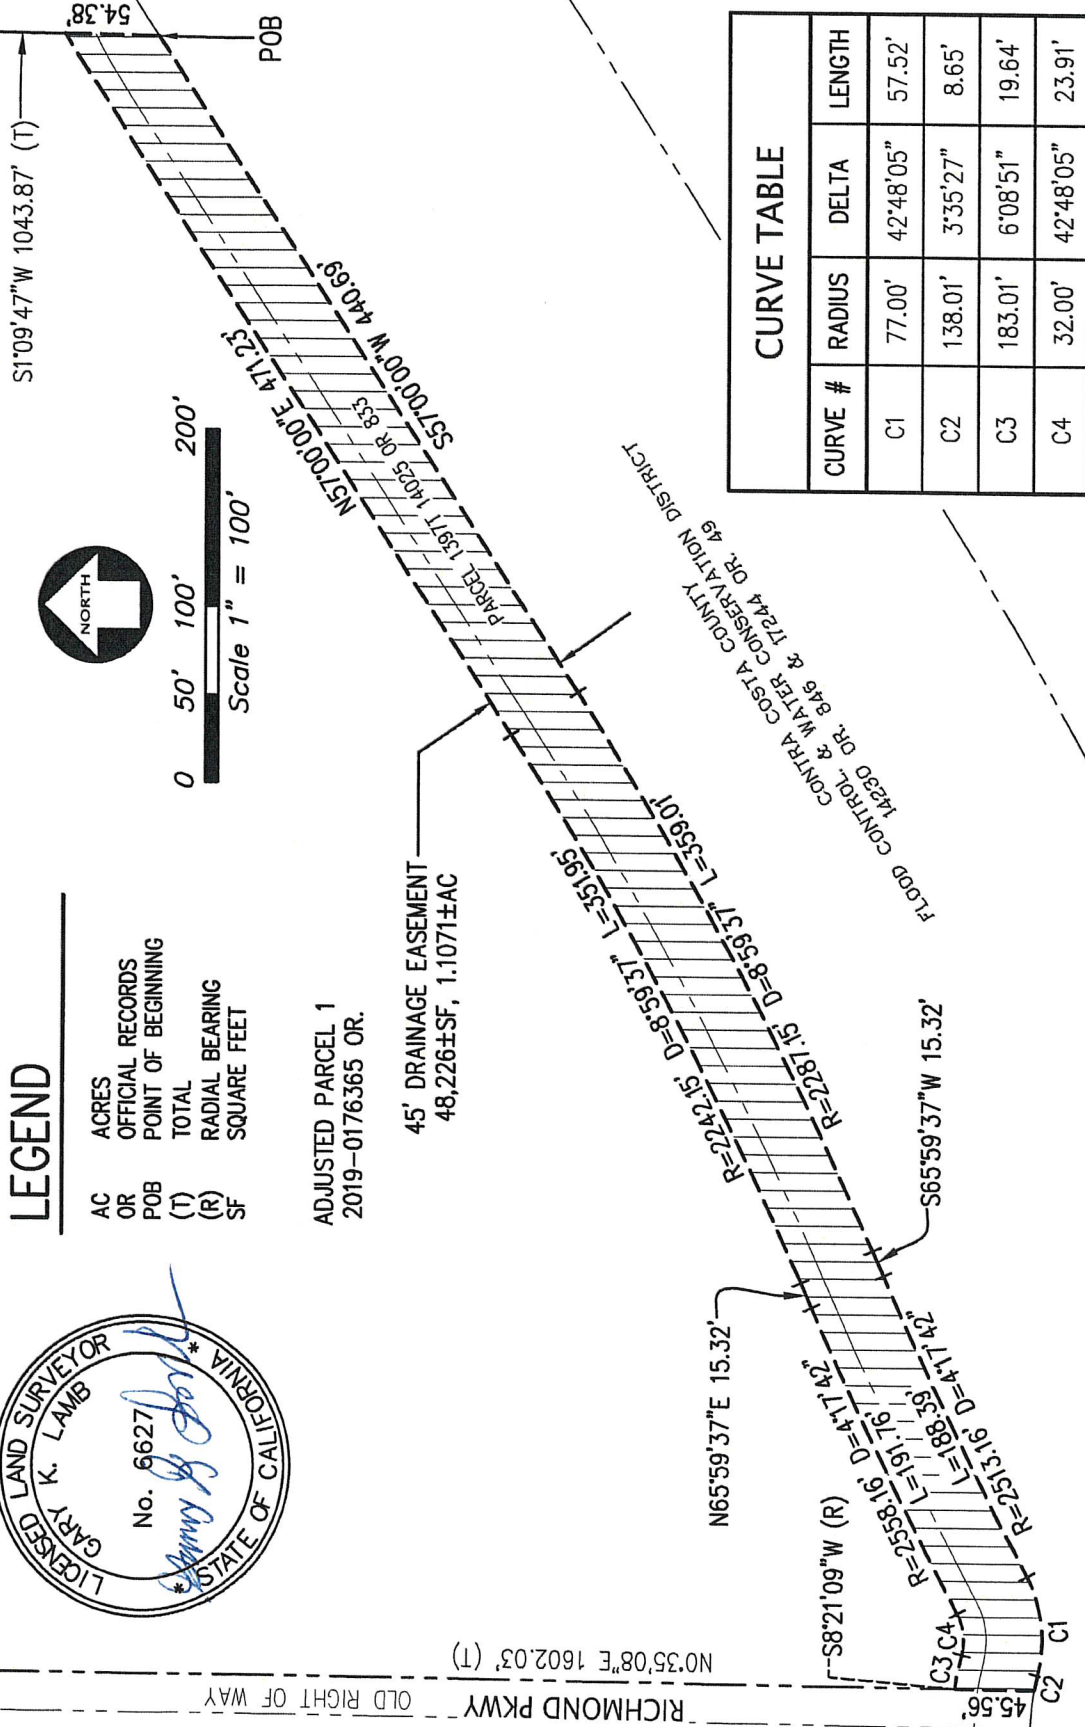 LEGEND
AC ACRES
OR OFFICIAL RECORDS
POB POINT OF BEGINNING
(T) TOTAL
(R) RADIAL BEARING
SF SQUARE FEET
LICENSED LAND SURVEYOR
GARY K. LAMB
No. 6627
* STATE OF CALIFORNIA *
NORTH
0 50' 100' 200'
Scale 1" = 100'
S1°09'47"W 1043.87' (T)
54.38'
POB
ADJUSTED PARCEL 1
2019-0176365 OR.
45' DRAINAGE EASEMENT
48,226±SF, 1.1071±AC
N57°00'00"E 471.23'
PARCEL 1397T 14025 OR 833
S57°00'00"W 440.69'
R=2242.15' D=8°59'37" L=351.95'
R=2287.15' D=8°59'37" L=359.01'
CONTRA COSTA COUNTY
FLOOD CONTROL & WATER CONSERVATION DISTRICT
14230 OR. 846 & 17244 OR. 49
N65°59'37"E 15.32'
S65°59'37"W 15.32'
R=2558.16' D=4°17'42"
L=191.76'
L=188.39'
R=2513.16' D=4°17'42"
S8°21'09"W (R)
C3 C4
C2 C1
45.56'
N0°35'08"E 1602.03' (T)
OLD RIGHT OF WAY
RICHMOND PKWY
CURVE TABLE
CURVE # RADIUS DELTA LENGTH
C1 77.00' 42°48'05" 57.52'
C2 138.01' 3°35'27" 8.65'
C3 183.01' 6°08'51" 19.64'
C4 32.00' 42°48'05" 23.91'